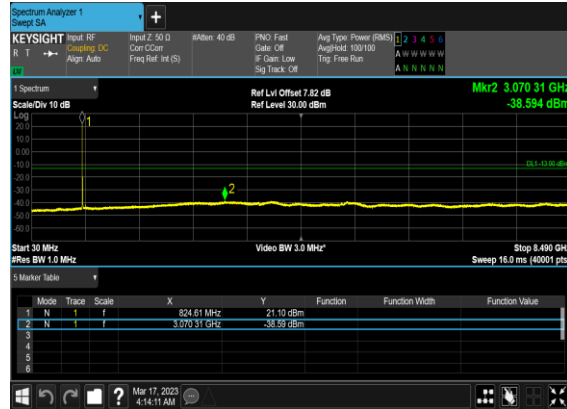 Spectrum Analyzer 1
Swept SA
+
KEYSIGHT Input: RF Input Z: 50 Ω #Atten: 40 dB PNO: Fast Avg Type: Power (RMS) 1 2 3 4 5 6
R T Coupling: DC Corr CCorr Gate: Off Avg|Hold: 100/100 A W W W W W
Align: Auto Freq Ref: Int (S) IF Gain: Low Trig: Free Run
Sig Track: Off A N N N N N
1 Spectrum Ref Lvl Offset 7.82 dB Mkr2 3.070 31 GHz
Scale/Div 10 dB Ref Level 30.00 dBm -38.594 dBm
Log
20.0
10.0
0.00
-10.0
DL1 -13.00 dBm
-20.0
-30.0
-40.0
-50.0
-60.0
1
2
Start 30 MHz Video BW 3.0 MHz* Stop 8.490 GHz
#Res BW 1.0 MHz Sweep 16.0 ms (40001 pts)
5 Marker Table
Mode Trace Scale X Y Function Function Width Function Value
1 N 1 f 824.61 MHz 21.10 dBm
2 N 1 f 3.070 31 GHz -38.59 dBm
3
4
5
6
? Mar 17, 2023
4:14:11 AM